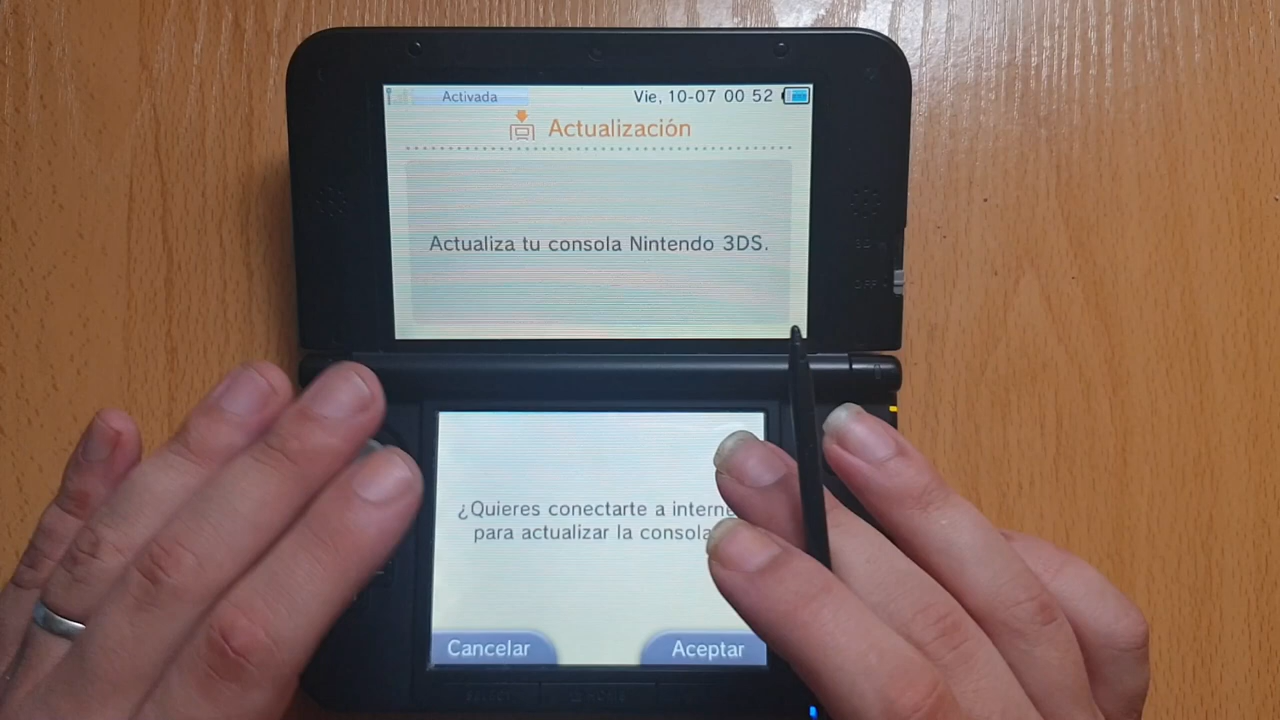 Activada
Vie, 10-07 00 52
Actualización
Actualiza tu consola Nintendo 3DS.
¿Quieres conectarte a
para actualizar la consola
Cancelar
Aceptar
OFF